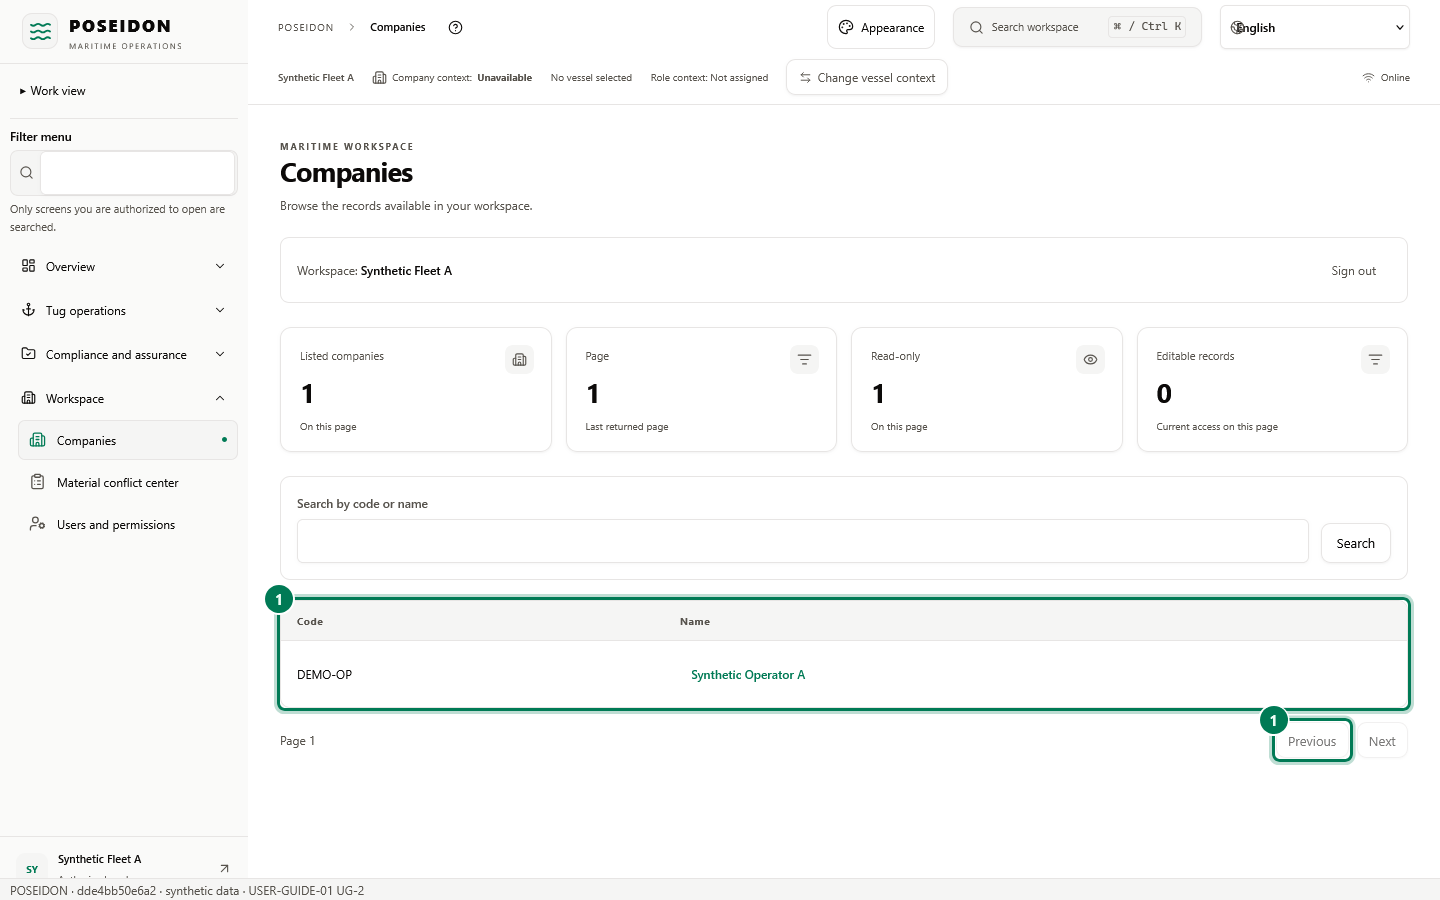 POSEIDON
MARITIME OPERATIONS
Work view
Filter menu
Only screens you are authorized to open are
searched.
Overview
Tug operations
Compliance and assurance
Workspace
Companies
Material conflict center
Users and permissions
SY
Synthetic Fleet A
POSEIDON
Companies
Appearance
Search workspace
⌘ / Ctrl K
English
Synthetic Fleet A
Company context: Unavailable
No vessel selected
Role context: Not assigned
Change vessel context
Online
MARITIME WORKSPACE
Companies
Browse the records available in your workspace.
Workspace: Synthetic Fleet A
Sign out
Listed companies
1
On this page
Page
1
Last returned page
Read-only
1
On this page
Editable records
0
Current access on this page
Search by code or name
Search
1
Code Name
DEMO-OP Synthetic Operator A
Page 1
1
Previous
Next
POSEIDON · dde4bb50e6a2 · synthetic data · USER-GUIDE-01 UG-2